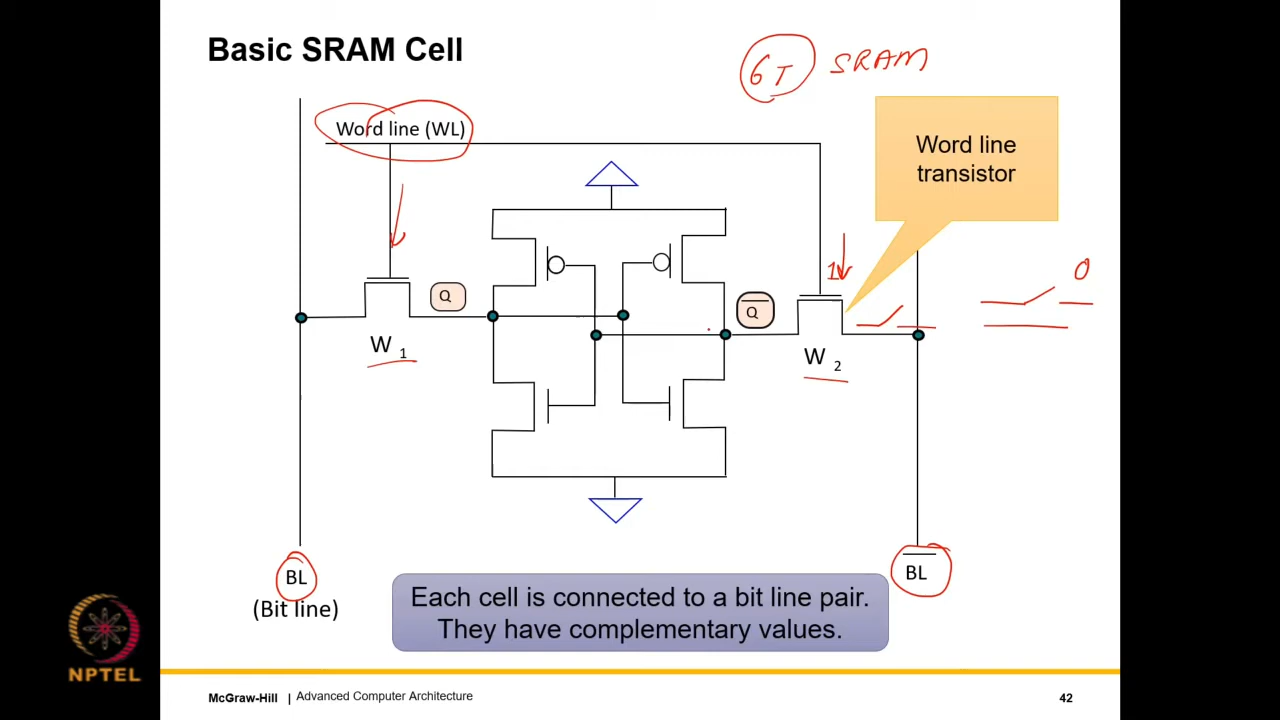 Basic SRAM Cell
6T SRAM
Word line (WL)
Word line
transistor
1
0
Q
Q̅
W 1
W 2
BL
(Bit line)
B̅L̅
Each cell is connected to a bit line pair.
They have complementary values.
NPTEL
McGraw-Hill | Advanced Computer Architecture
42